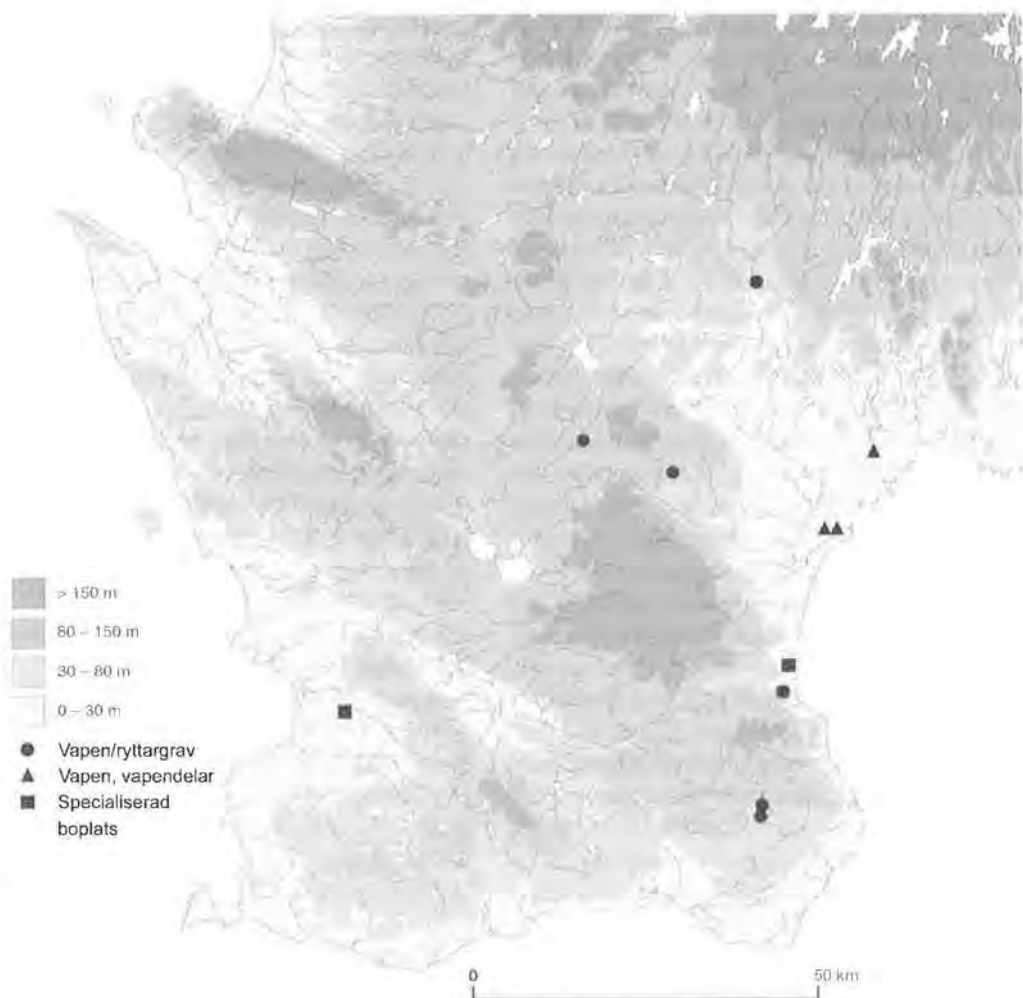 > 150 m
80 – 150 m
30 – 80 m
0 – 30 m
Vapen/ryttargrav
Vapen, vapendelar
Specialiserad
boplats
0
50 km